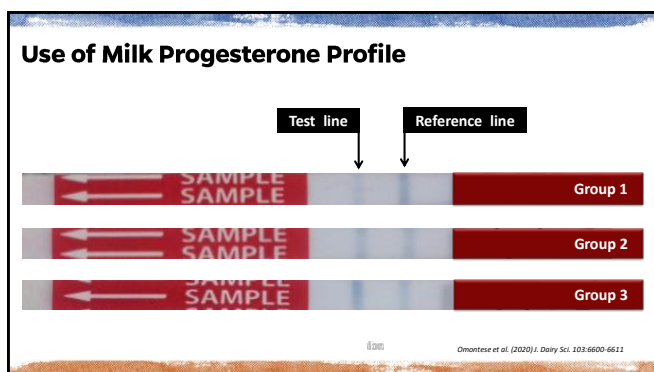 Use of Milk Progesterone Profile
Test line
Reference line
SAMPLE
SAMPLE
Group 1
SAMPLE
SAMPLE
Group 2
SAMPLE
SAMPLE
Group 3
Omontese et al. (2020) J. Dairy Sci. 103:6600-6611